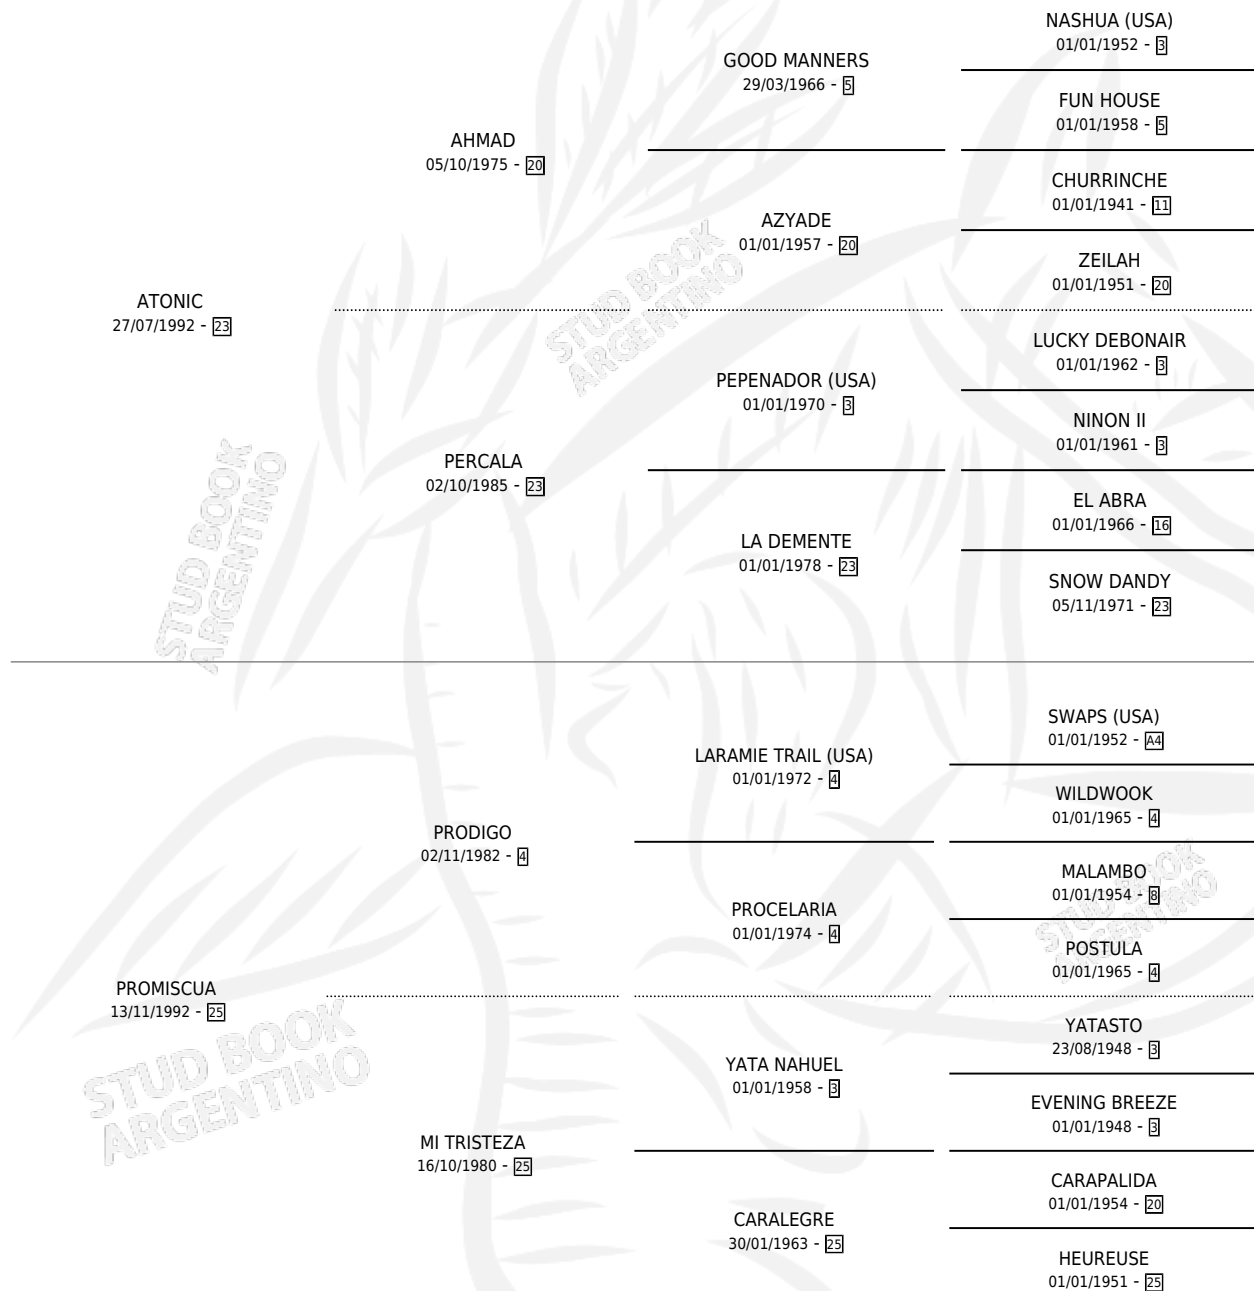 NASHUA (USA)
01/01/1952 - 3
GOOD MANNERS
29/03/1966 - 5
FUN HOUSE
01/01/1958 - 5
AHMAD
05/10/1975 - 20
CHURRINCHE
01/01/1941 - 11
AZYADE
01/01/1957 - 20
ZEILAH
01/01/1951 - 20
ATONIC
27/07/1992 - 23
LUCKY DEBONAIR
01/01/1962 - 3
PEPENADOR (USA)
01/01/1970 - 3
NINON II
01/01/1961 - 3
PERCALA
02/10/1985 - 23
EL ABRA
01/01/1966 - 16
LA DEMENTE
01/01/1978 - 23
SNOW DANDY
05/11/1971 - 23
SWAPS (USA)
01/01/1952 - A4
LARAMIE TRAIL (USA)
01/01/1972 - 4
WILDWOOK
01/01/1965 - 4
PRODIGO
02/11/1982 - 4
MALAMBO
01/01/1954 - 8
PROCELARIA
01/01/1974 - 4
POSTULA
01/01/1965 - 4
PROMISCUA
13/11/1992 - 25
YATASTO
23/08/1948 - 3
YATA NAHUEL
01/01/1958 - 3
EVENING BREEZE
01/01/1948 - 3
MI TRISTEZA
16/10/1980 - 25
CARAPALIDA
01/01/1954 - 20
CARALEGRE
30/01/1963 - 25
HEUREUSE
01/01/1951 - 25
STUD BOOK
ARGENTINO
STUD BOOK
ARGENTINO
STUD BOOK
ARGENTINO
STUD BOOK
ARGENTINO